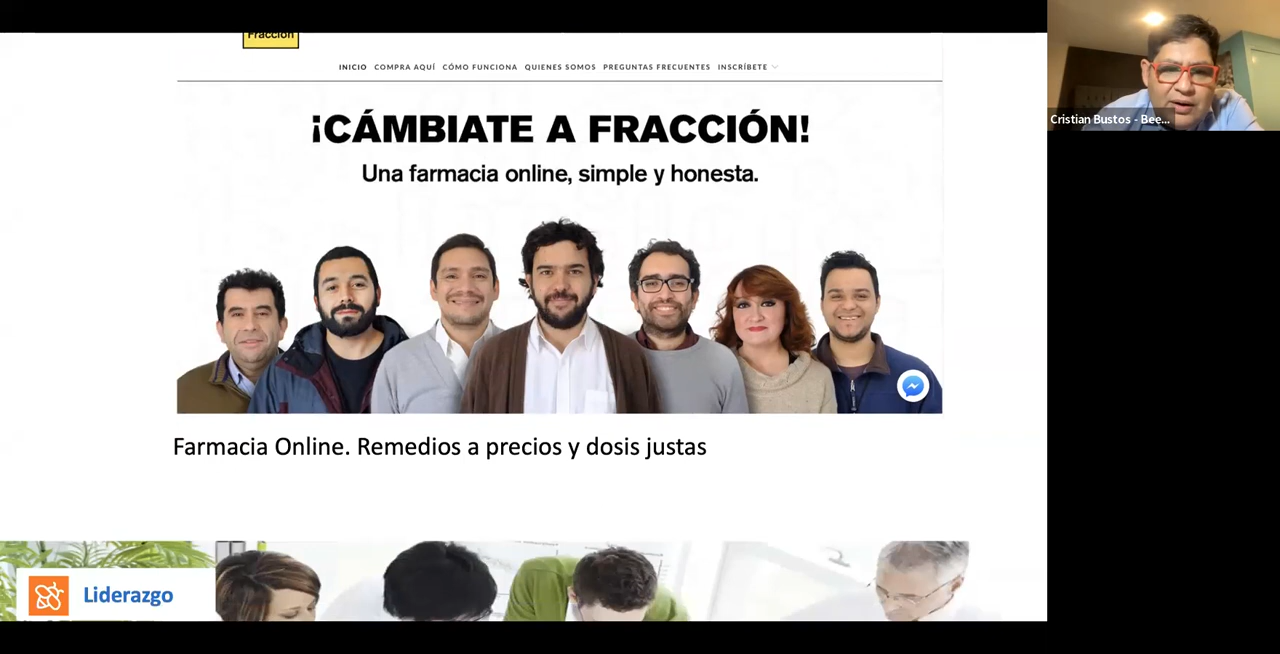 Fracción
INICIO COMPRA AQUÍ CÓMO FUNCIONA QUIENES SOMOS PREGUNTAS FRECUENTES INSCRÍBETE
¡CÁMBIATE A FRACCIÓN!
Una farmacia online, simple y honesta.
Farmacia Online. Remedios a precios y dosis justas
Liderazgo
Cristian Bustos - Bee...